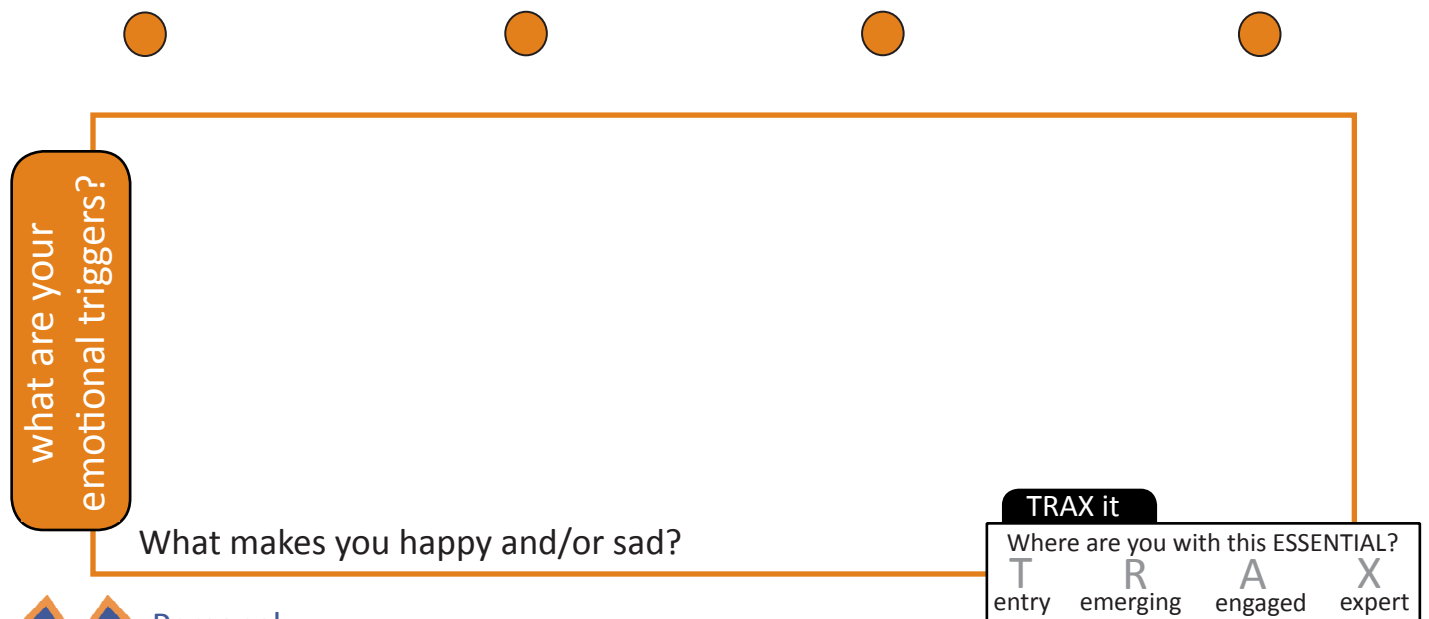 what are your
emotional triggers?
What makes you happy and/or sad?
TRAX it
Where are you with this ESSENTIAL?
T R A X
entry emerging engaged expert